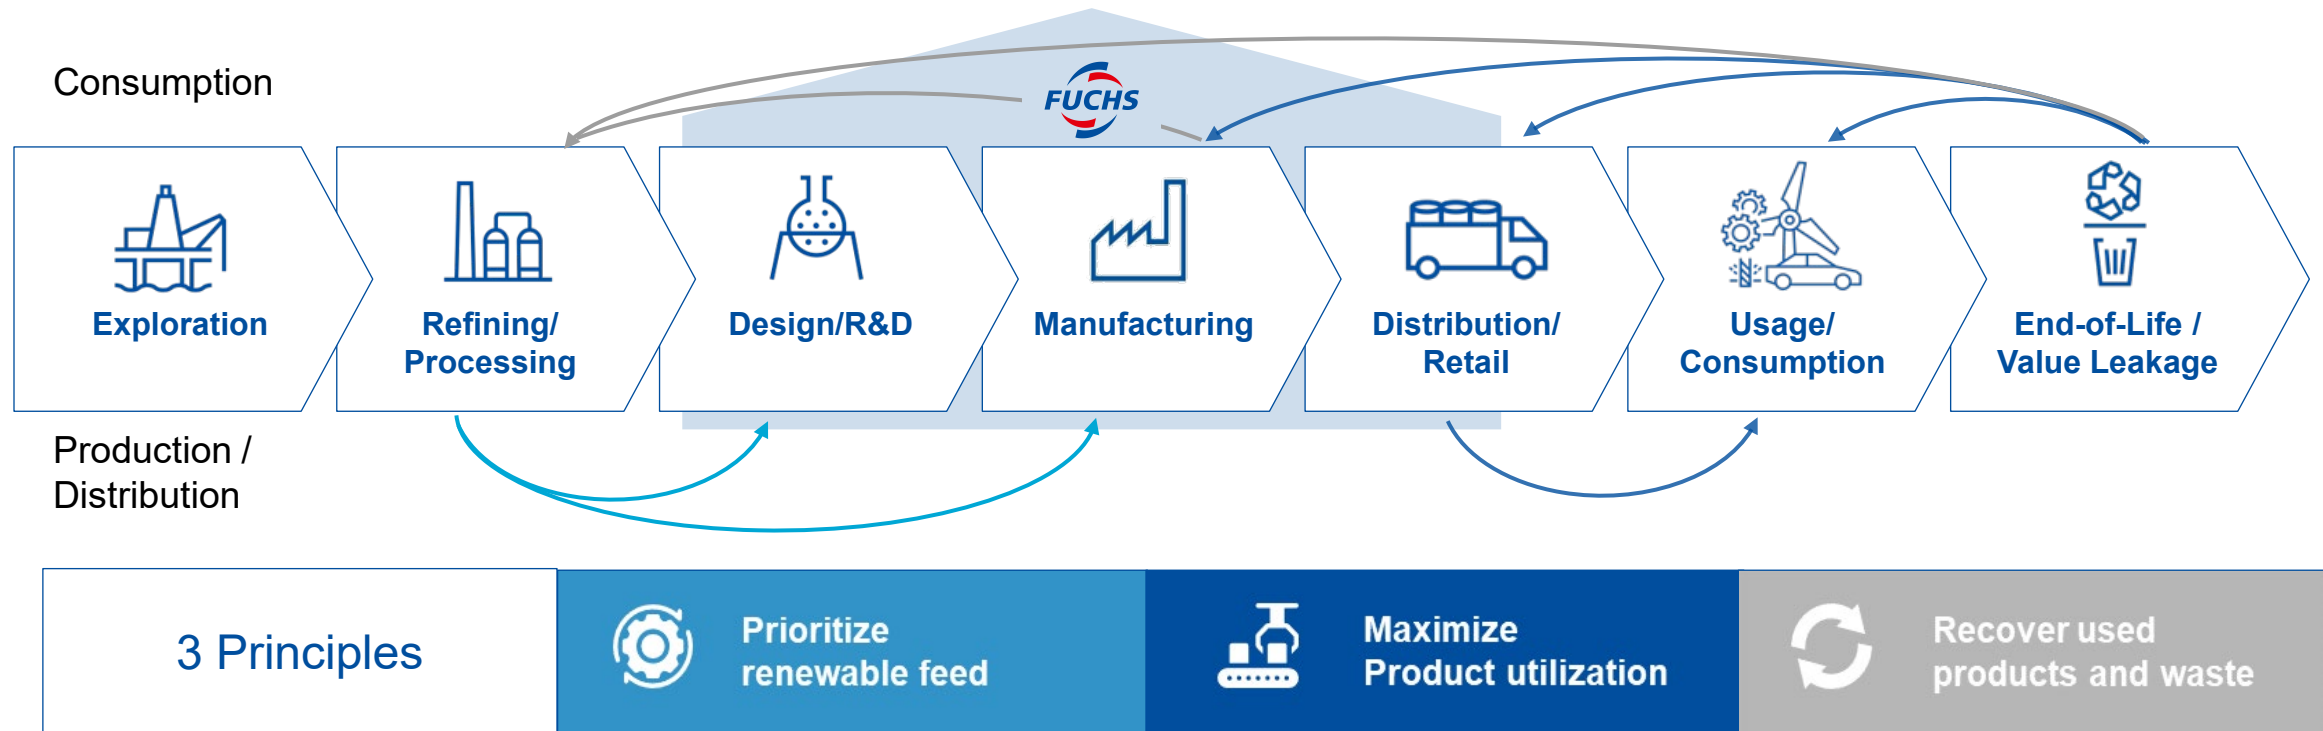 Consumption
FUCHS
Exploration
Refining/
Processing
Design/R&D
Manufacturing
Distribution/
Retail
Usage/
Consumption
End-of-Life /
Value Leakage
Production /
Distribution
3 Principles
Prioritize
renewable feed
Maximize
Product utilization
Recover used
products and waste